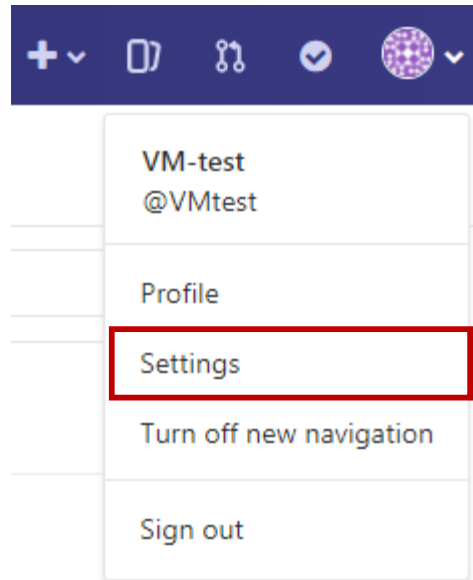 VM-test
@VMtest
Profile
Settings
Turn off new navigation
Sign out